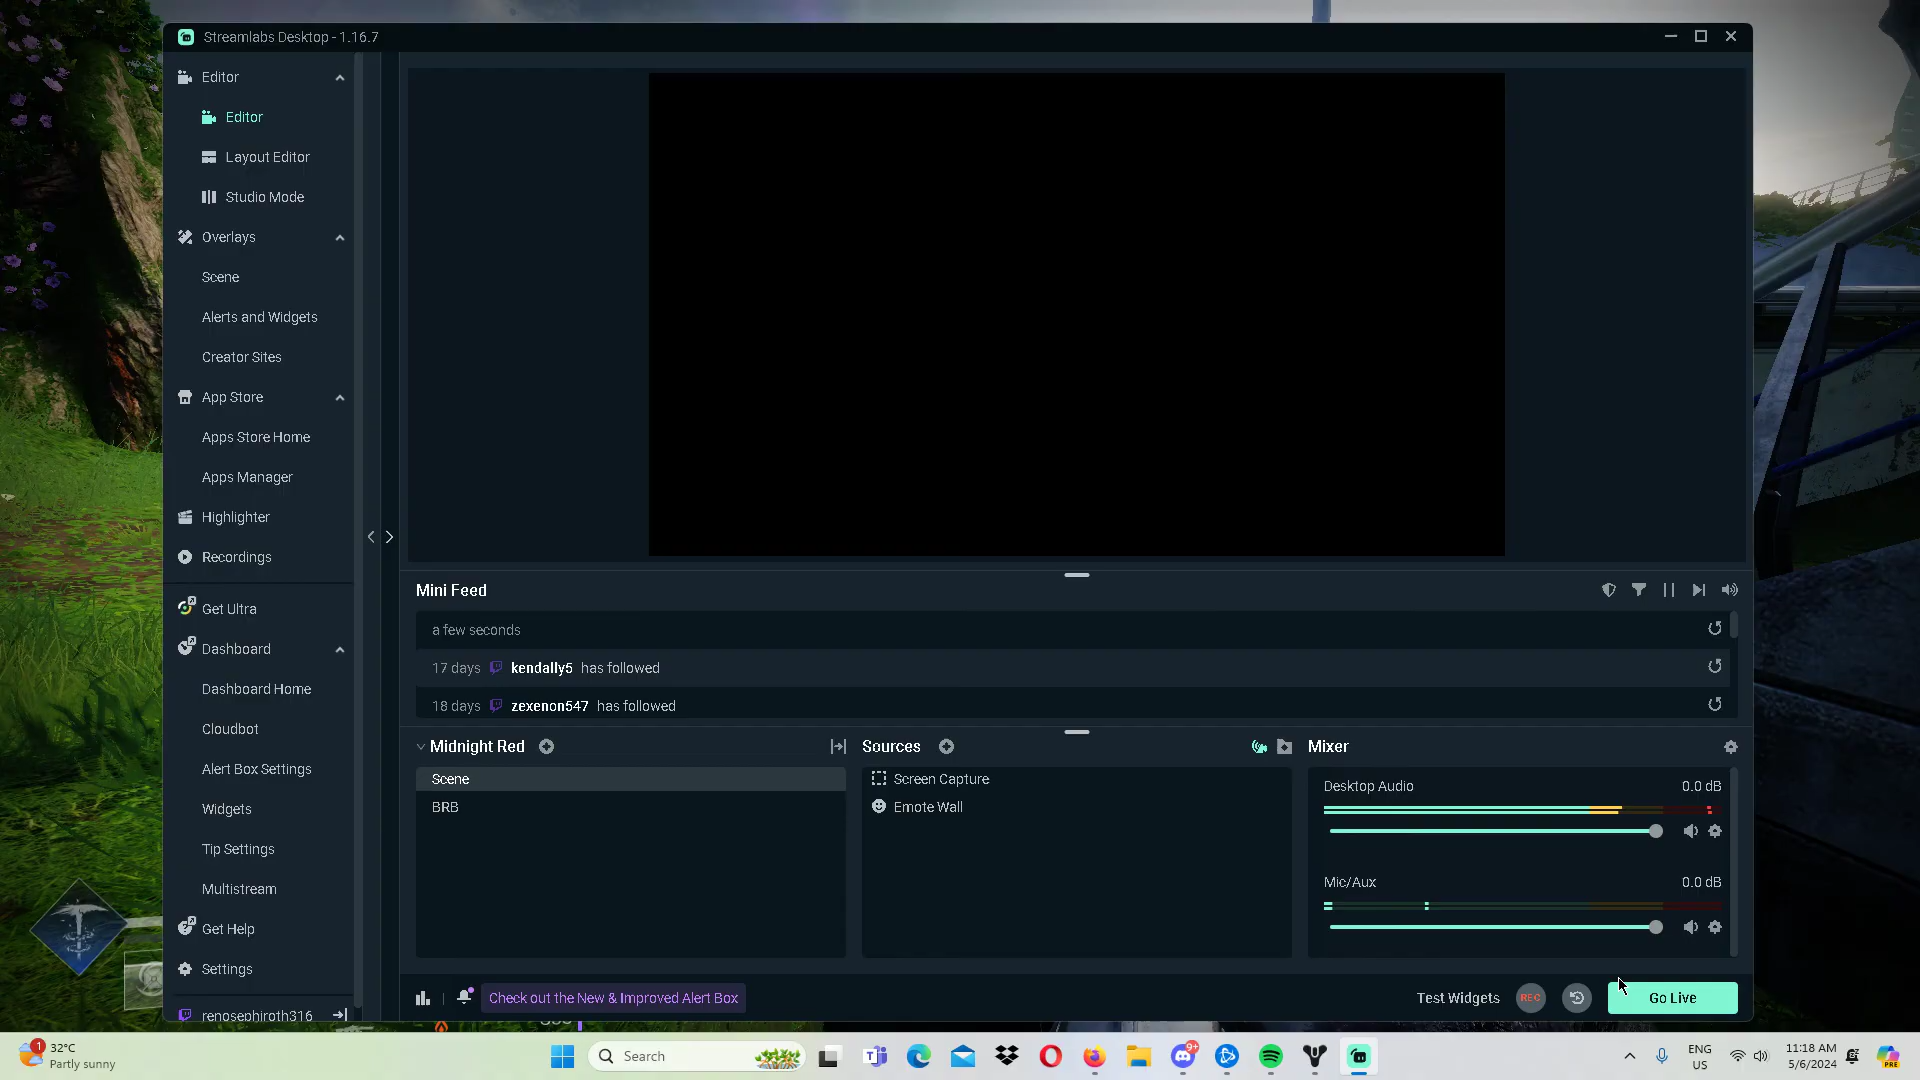 Streamlabs Desktop - 1.16.7
Editor
Editor
Layout Editor
Studio Mode
Overlays
Scene
Alerts and Widgets
Creator Sites
App Store
Apps Store Home
Apps Manager
Highlighter
Recordings
Get Ultra
Dashboard
Dashboard Home
Cloudbot
Alert Box Settings
Widgets
Tip Settings
Multistream
Get Help
Settings
renosephiroth316
Mini Feed
a few seconds
17 days kendally5 has followed
18 days zexenon547 has followed
Midnight Red
Scene
BRB
Sources
Screen Capture
Emote Wall
Mixer
Desktop Audio 0.0 dB
Mic/Aux 0.0 dB
Check out the New & Improved Alert Box
Test Widgets
REC
Go Live
1
32°C
Partly sunny
Search
9+
ENG
US
11:18 AM
5/6/2024
PRE